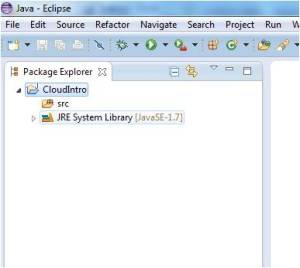 Java - Eclipse
File Edit Source Refactor Navigate Search Project Run W
Package Explorer
CloudIntro
src
JRE System Library [JavaSE-1.7]